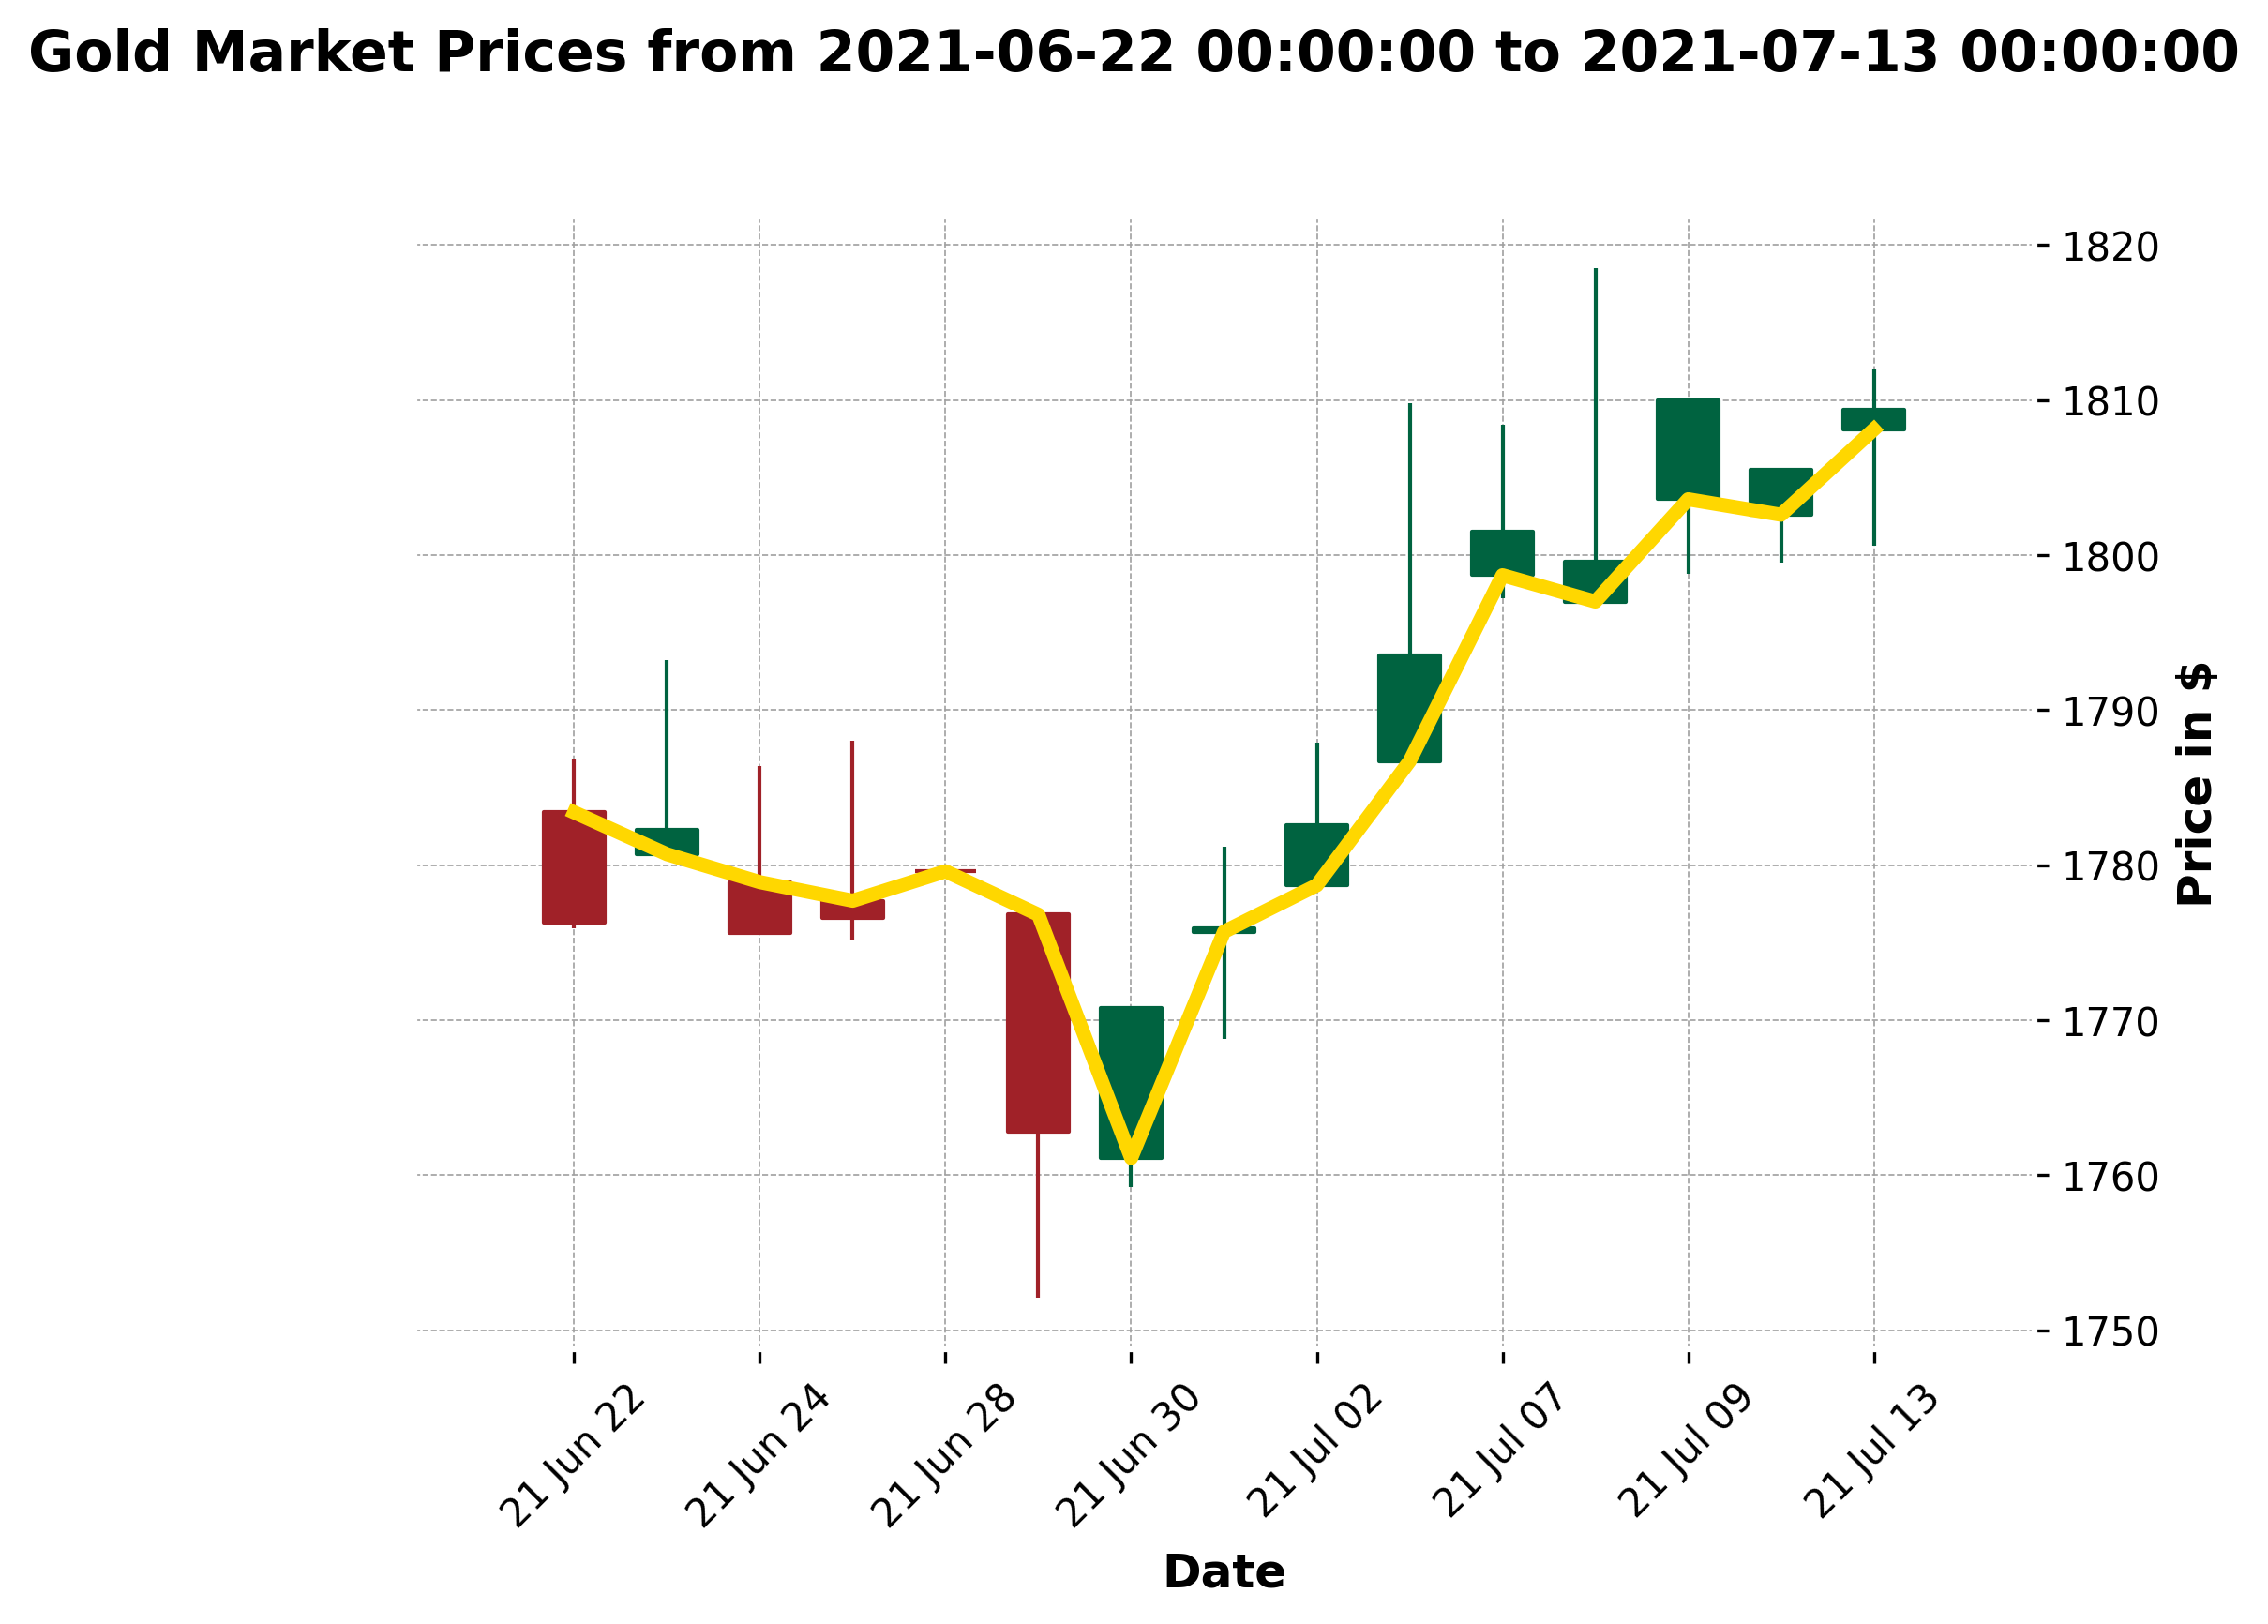 Gold Market Prices from 2021-06-22 00:00:00 to 2021-07-13 00:00:00
1820
1810
1800
1790
1780
1770
1760
1750
Price in $
21 Jun 22
21 Jun 24
21 Jun 28
21 Jun 30
21 Jul 02
21 Jul 07
21 Jul 09
21 Jul 13
Date